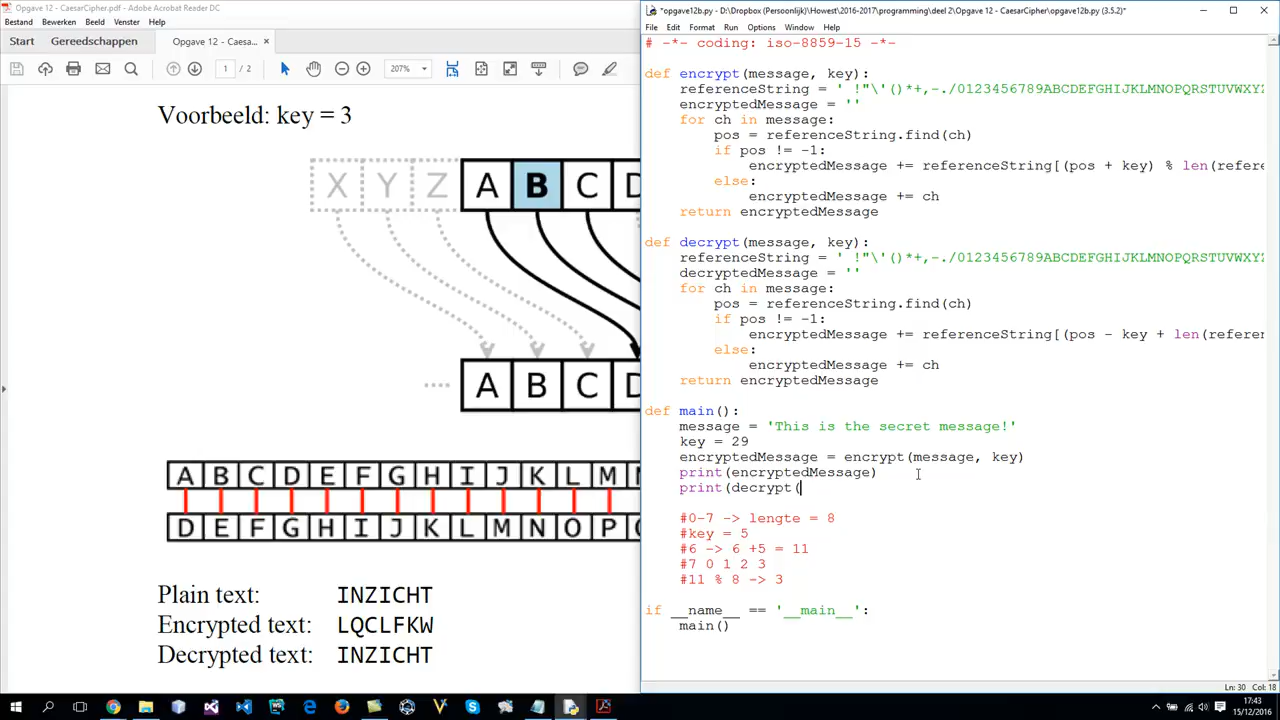 Opgave 12 - CaesarCipher.pdf - Adobe Acrobat Reader DC
Bestand Bewerken Beeld Venster Help
Start Gereedschappen Opgave 12 - Caesa... ×
1 / 2 207%
Voorbeeld: key = 3
X Y Z A B C D
A B C D
A B C D E F G H I J K L M
D E F G H I J K L M N O P
Plain text: INZICHT
Encrypted text: LQCLFKW
Decrypted text: INZICHT
*opgave12b.py - D:\Dropbox (Persoonlijk)\Howest\2016-2017\programming\deel 2\Opgave 12 - CaesarCipher\opgave12b.py (3.5.2)*
File Edit Format Run Options Window Help
# -*- coding: iso-8859-15 -*-
def encrypt(message, key):
referenceString = ' !"\'()*+,-./0123456789ABCDEFGHIJKLMNOPQRSTUVWXYZ
encryptedMessage = ''
for ch in message:
pos = referenceString.find(ch)
if pos != -1:
encryptedMessage += referenceString[(pos + key) % len(refere
else:
encryptedMessage += ch
return encryptedMessage
def decrypt(message, key):
referenceString = ' !"\'()*+,-./0123456789ABCDEFGHIJKLMNOPQRSTUVWXYZ
decryptedMessage = ''
for ch in message:
pos = referenceString.find(ch)
if pos != -1:
encryptedMessage += referenceString[(pos - key + len(referen
else:
encryptedMessage += ch
return encryptedMessage
def main():
message = 'This is the secret message!'
key = 29
encryptedMessage = encrypt(message, key)
print(encryptedMessage)
print(decrypt(
#0-7 -> lengte = 8
#key = 5
#6 -> 6 +5 = 11
#7 0 1 2 3
#11 % 8 -> 3
if __name__ == '__main__':
main()
Ln: 30 Col: 18
17:43
15/12/2016